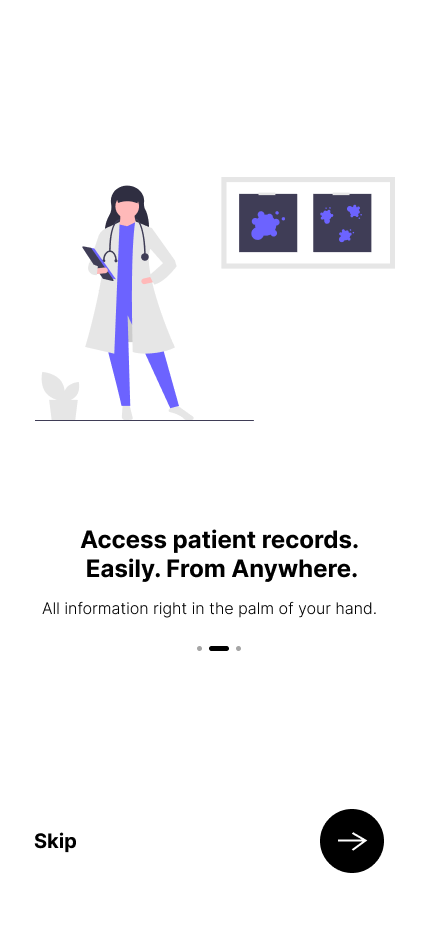 Access patient records.
Easily. From Anywhere.
All information right in the palm of your hand.
Skip